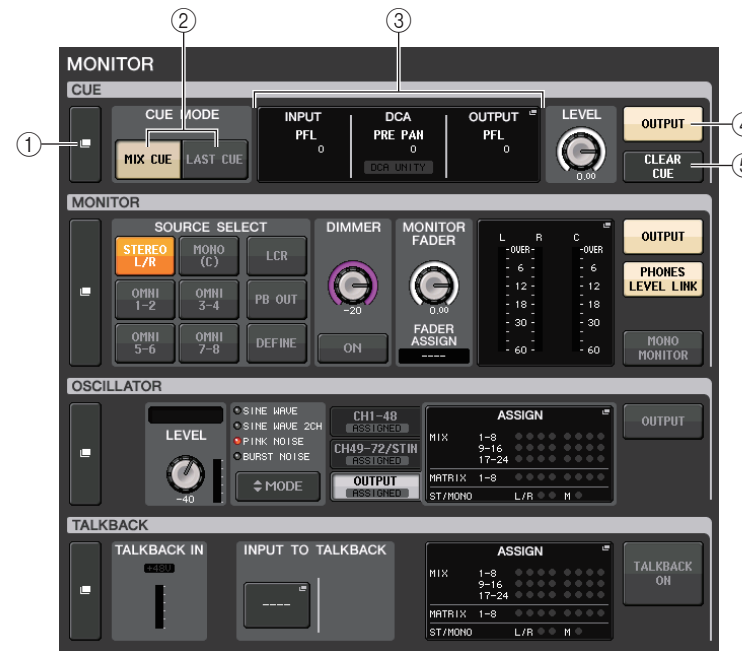 ② ③
MONITOR
CUE
①
CUE MODE
MIX CUE LAST CUE
INPUT DCA OUTPUT
PFL PRE PAN PFL
0 0 0
DCA UNITY
LEVEL
0.00
OUTPUT
CLEAR CUE
MONITOR
SOURCE SELECT
STEREO L/R MONO (C) LCR
OMNI 1-2 OMNI 3-4 PB OUT
OMNI 5-6 OMNI 7-8 DEFINE
DIMMER
-20
ON
MONITOR FADER
0.00
FADER ASSIGN
----
L R C
-OVER- -OVER
- 6 - - 6
- 12 - - 12
- 18 - - 18
- 30 - - 30
- 60 - - 60
OUTPUT
PHONES LEVEL LINK
MONO MONITOR
OSCILLATOR
LEVEL
-40
SINE WAVE
SINE WAVE 2CH
PINK NOISE
BURST NOISE
MODE
CH1-48
ASSIGNED
CH49-72/STIN
ASSIGNED
OUTPUT
ASSIGNED
ASSIGN
MIX 1-8
9-16
17-24
MATRIX 1-8
ST/MONO L/R M
OUTPUT
TALKBACK
TALKBACK IN
+48V
INPUT TO TALKBACK
----
ASSIGN
MIX 1-8
9-16
17-24
MATRIX 1-8
ST/MONO L/R M
TALKBACK ON